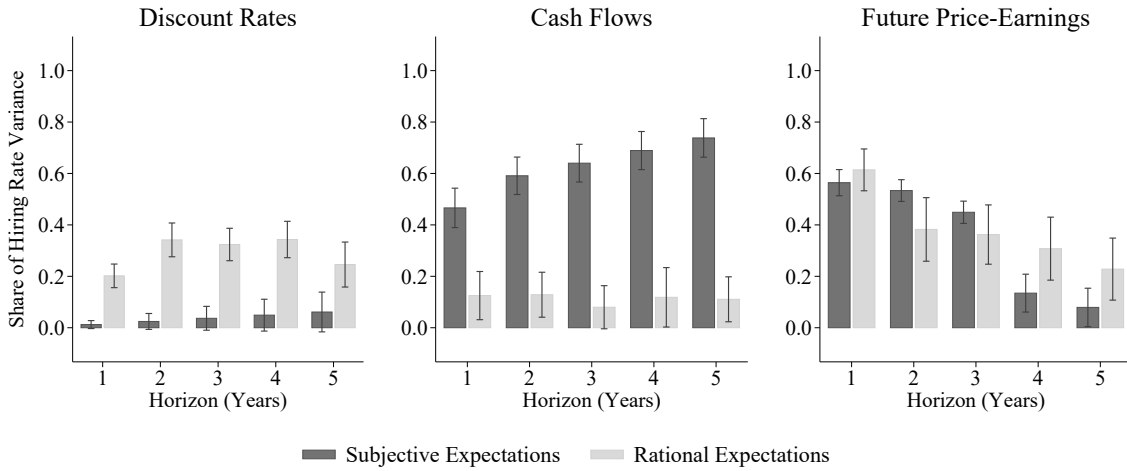 Discount Rates
Cash Flows
Future Price-Earnings
Share of Hiring Rate Variance
1.0
0.8
0.6
0.4
0.2
0.0
1 2 3 4 5
Horizon (Years)
1.0
0.8
0.6
0.4
0.2
0.0
1 2 3 4 5
Horizon (Years)
1.0
0.8
0.6
0.4
0.2
0.0
1 2 3 4 5
Horizon (Years)
Subjective Expectations
Rational Expectations